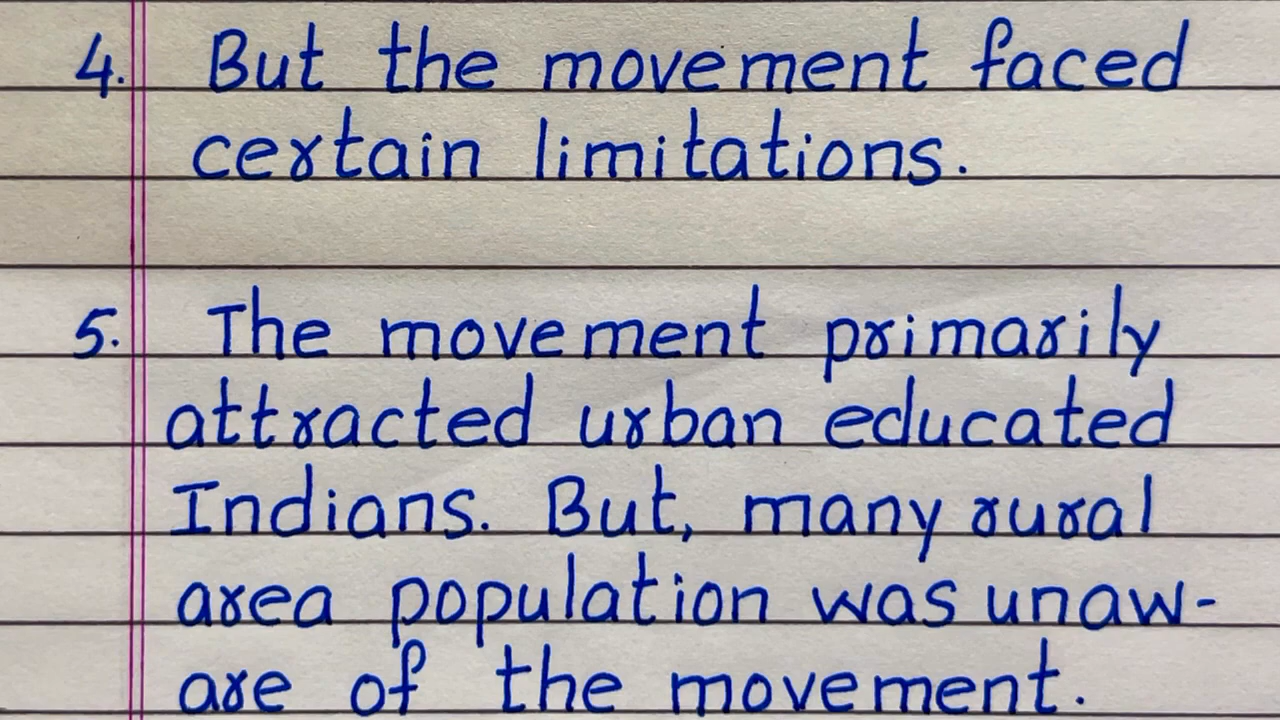 4. But the movement faced
certain limitations.
5. The movement primarily
attracted urban educated
Indians. But, many rural
area population was unaw-
are of the movement.